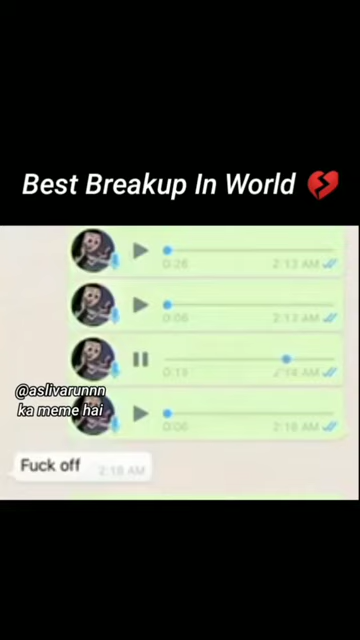 Best Breakup In World 💔
0:26 2:13 AM
0:06 2:13 AM
0:19 2:14 AM
@aslivarunnn
ka meme hai
0:06 2:18 AM
Fuck off 2:18 AM